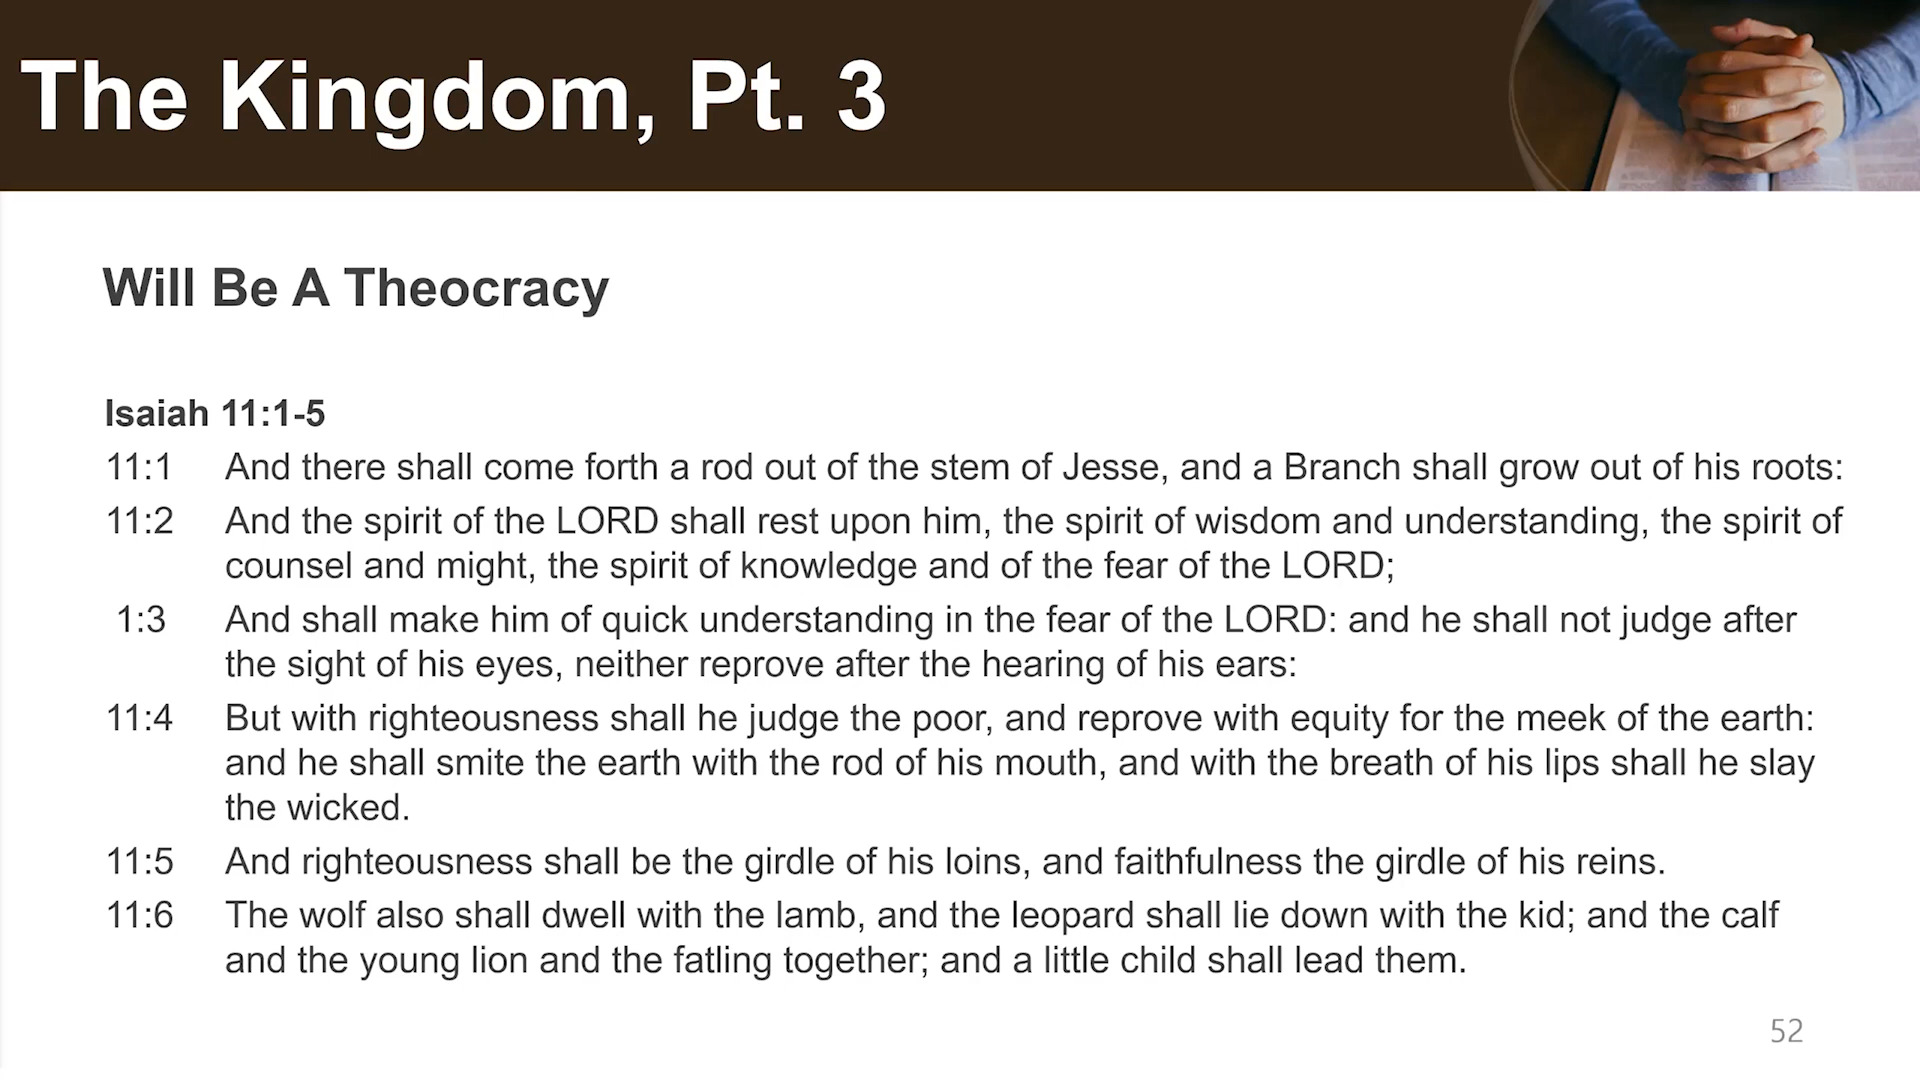 The Kingdom, Pt. 3
Will Be A Theocracy
Isaiah 11:1-5
11:1 And there shall come forth a rod out of the stem of Jesse, and a Branch shall grow out of his roots:
11:2 And the spirit of the LORD shall rest upon him, the spirit of wisdom and understanding, the spirit of
counsel and might, the spirit of knowledge and of the fear of the LORD;
1:3 And shall make him of quick understanding in the fear of the LORD: and he shall not judge after
the sight of his eyes, neither reprove after the hearing of his ears:
11:4 But with righteousness shall he judge the poor, and reprove with equity for the meek of the earth:
and he shall smite the earth with the rod of his mouth, and with the breath of his lips shall he slay
the wicked.
11:5 And righteousness shall be the girdle of his loins, and faithfulness the girdle of his reins.
11:6 The wolf also shall dwell with the lamb, and the leopard shall lie down with the kid; and the calf
and the young lion and the fatling together; and a little child shall lead them.
52